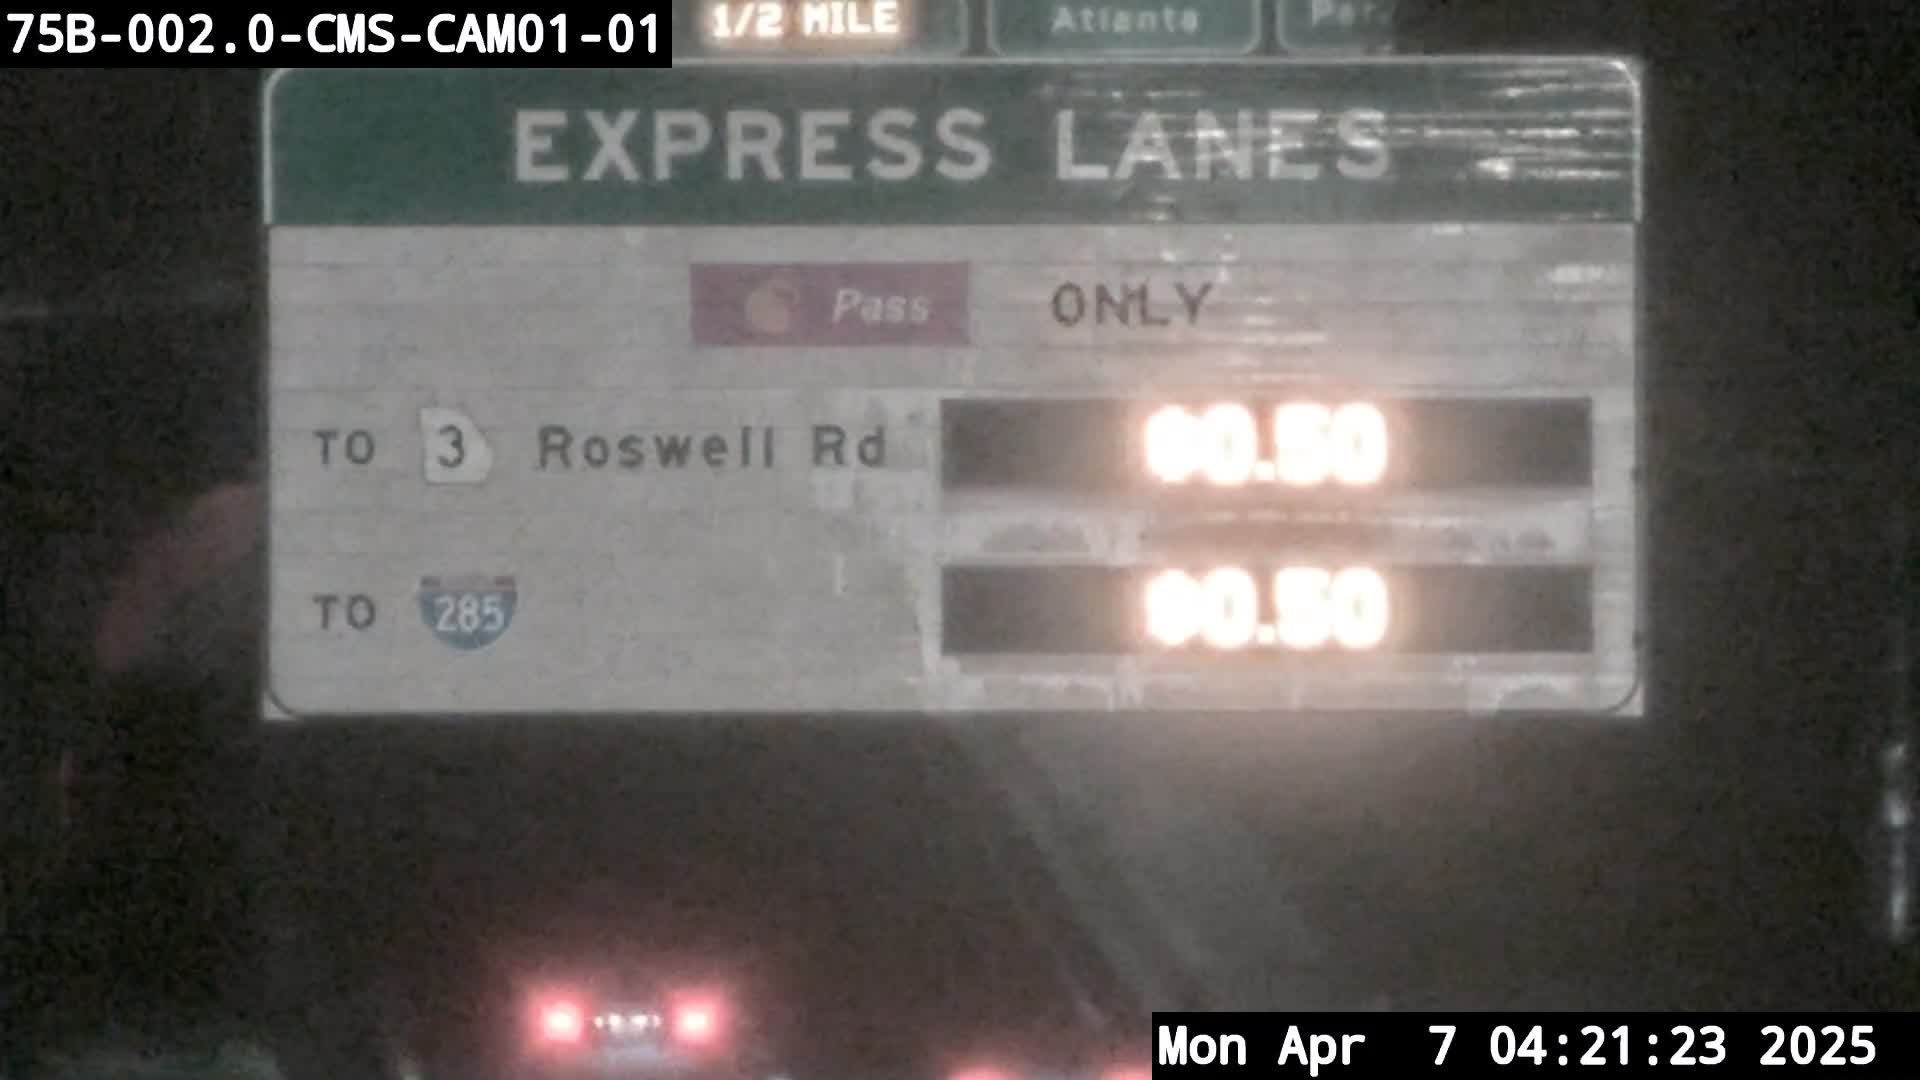 75B-002.0-CMS-CAM01-01
1/2 MILE
Atlanta
EXPRESS LANES
Pass ONLY
TO 3 Roswell Rd $0.50
TO 285 $0.50
Mon Apr 7 04:21:23 2025